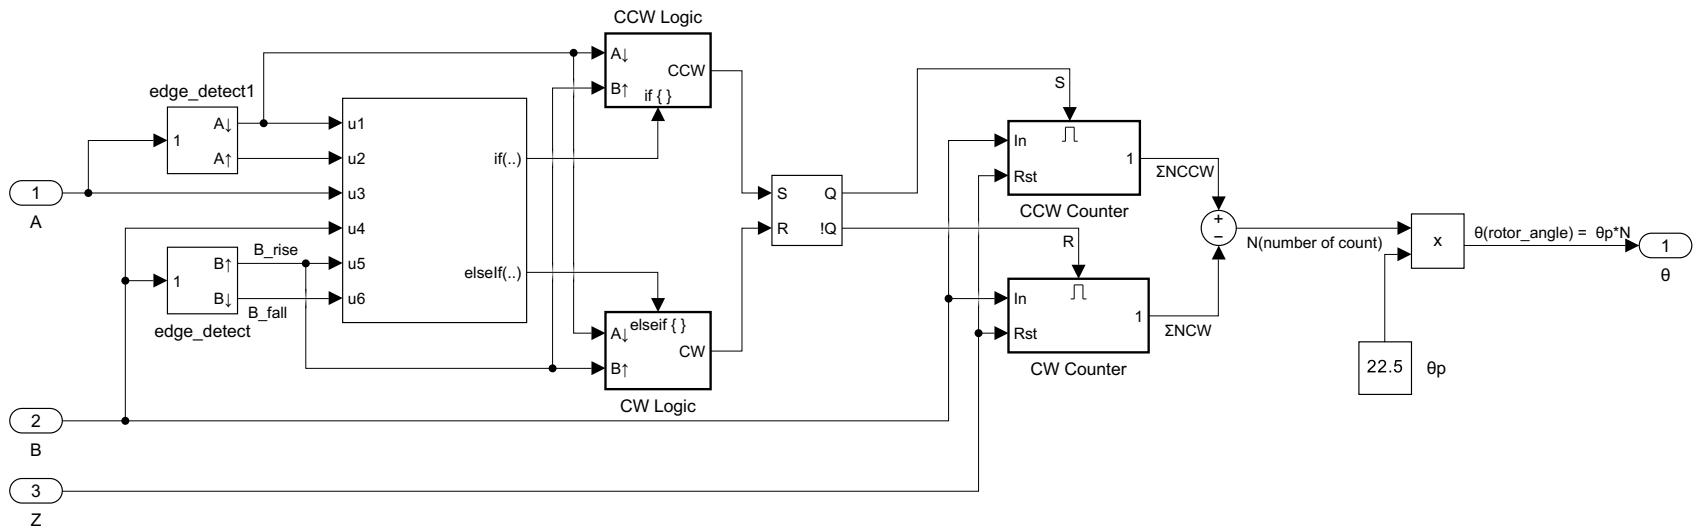 CCW Logic
A↓
CCW
B↑
if { }
edge_detect1
1
A↓
A↑
u1
u2
u3
u4
u5
u6
if(..)
elseIf(..)
1
A
B_rise
1
B↑
B↓
B_fall
edge_detect
elseif { }
A↓
CW
B↑
CW Logic
S
Q
R
!Q
S
In
1
Rst
CCW Counter
ΣNCCW
R
In
1
Rst
CW Counter
ΣNCW
+
−
N(number of count)
x
θ(rotor_angle) = θp*N
1
θ
22.5
θp
2
B
3
Z